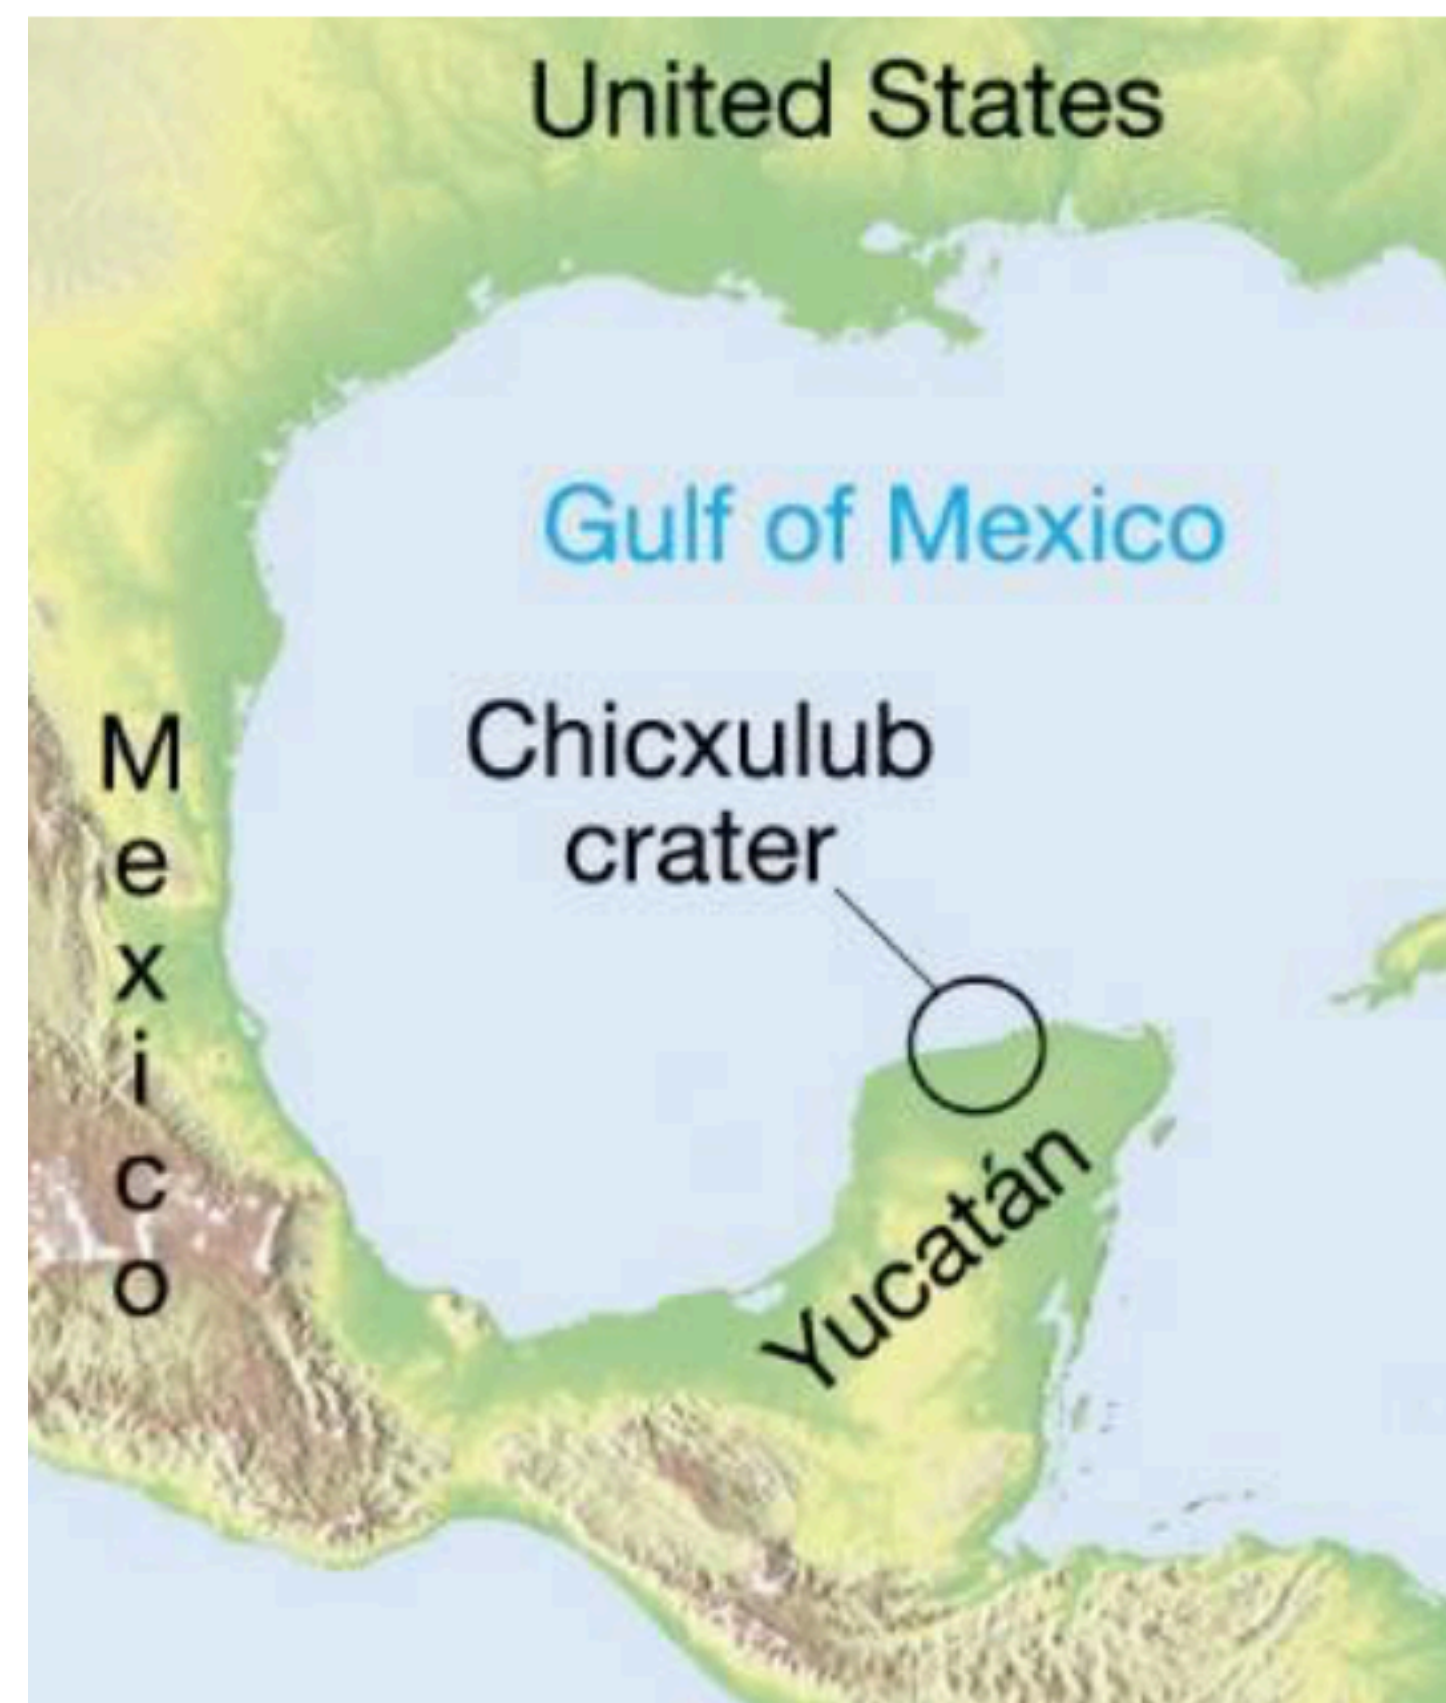 United States
Gulf of Mexico
Chicxulub
crater
Mexico
Yucatán